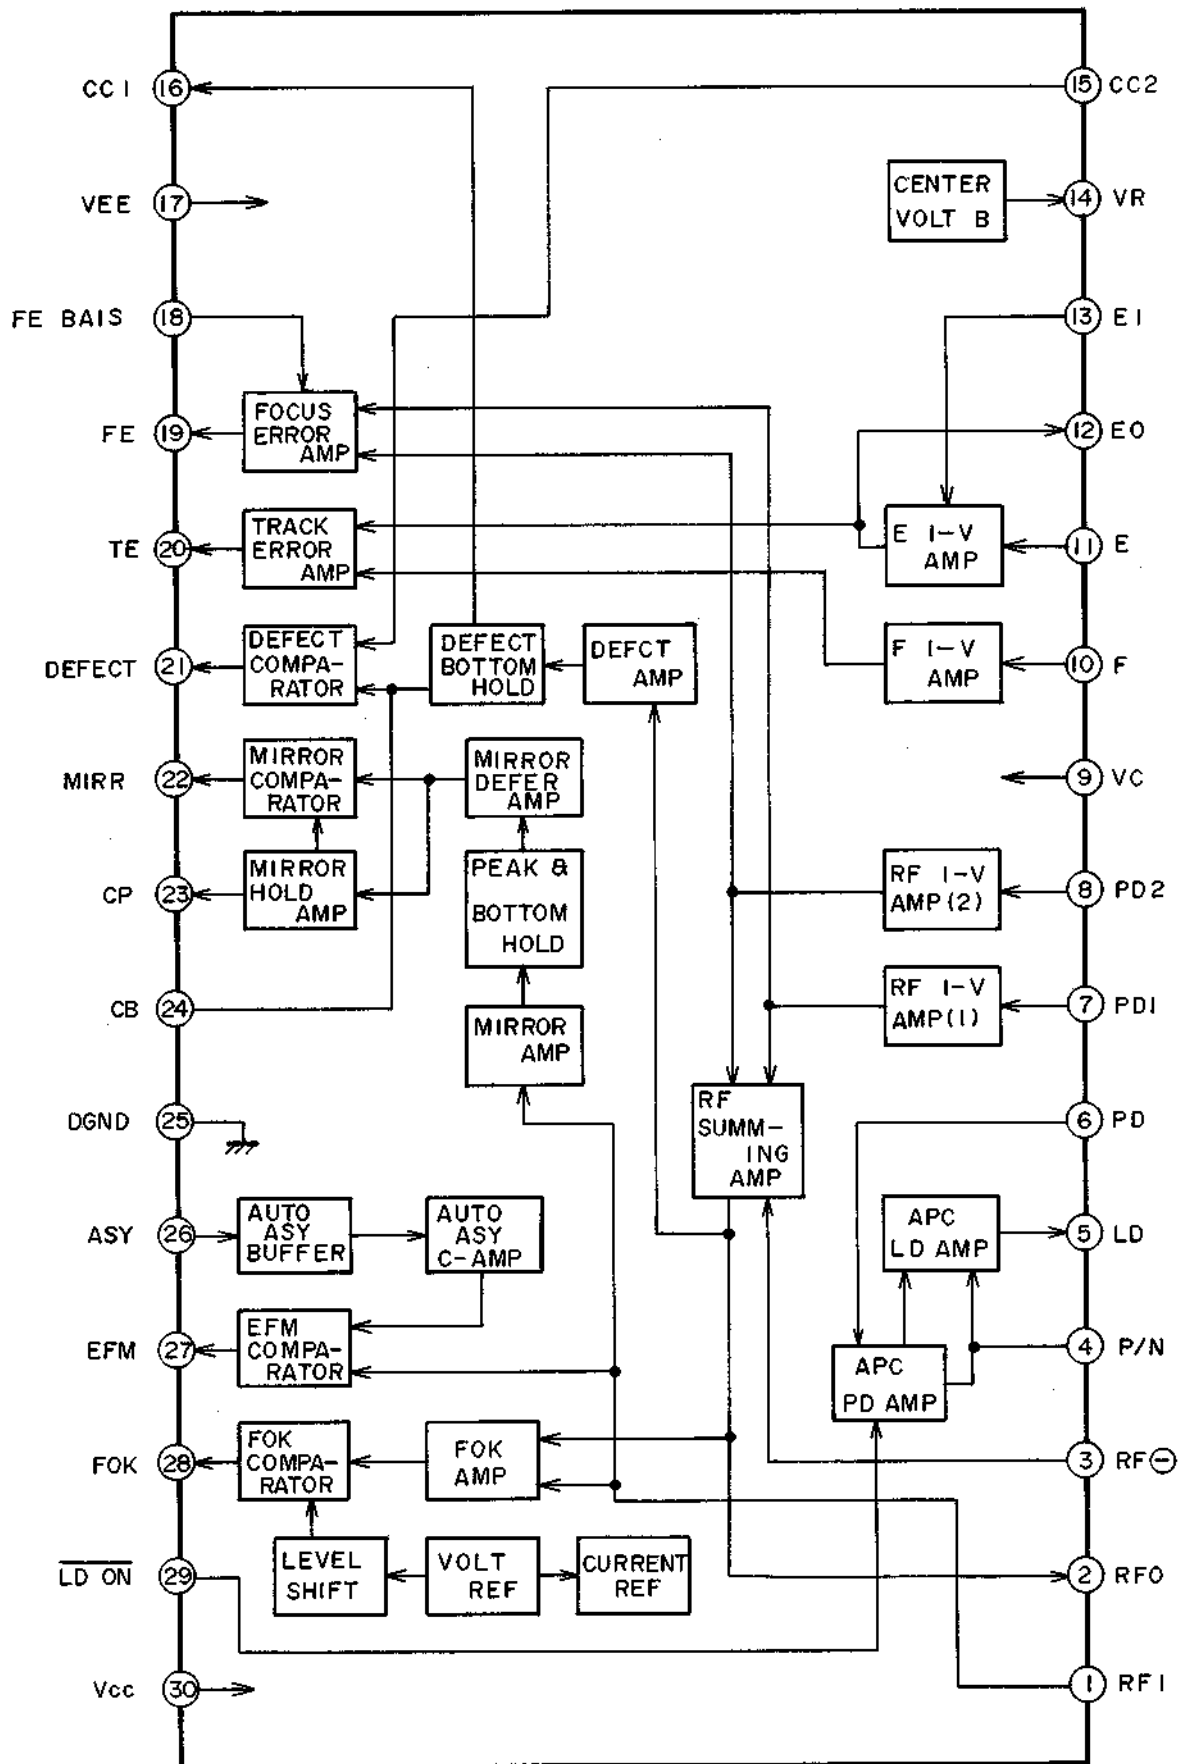 CC1 16
15 CC2
VEE 17
CENTER
VOLT B
14 VR
FE BAIS 18
13 E1
FE 19
FOCUS
ERROR
AMP
12 EO
TE 20
TRACK
ERROR
AMP
E I-V
AMP
11 E
DEFECT 21
DEFECT
COMPA-
RATOR
DEFECT
BOTTOM
HOLD
DEFCT
AMP
F I-V
AMP
10 F
MIRR 22
MIRROR
COMPA-
RATOR
MIRROR
DEFER
AMP
9 VC
CP 23
MIRROR
HOLD
AMP
PEAK &
BOTTOM
HOLD
RF I-V
AMP(2)
8 PD2
CB 24
MIRROR
AMP
RF I-V
AMP(1)
7 PD1
DGND 25
RF
SUMM-
ING
AMP
6 PD
ASY 26
AUTO
ASY
BUFFER
AUTO
ASY
C-AMP
APC
LD AMP
5 LD
EFM 27
EFM
COMPA-
RATOR
APC
PD AMP
4 P/N
FOK 28
FOK
COMPA-
RATOR
FOK
AMP
3 RF⊖
LD ON 29
LEVEL
SHIFT
VOLT
REF
CURRENT
REF
2 RFO
Vcc 30
1 RF1